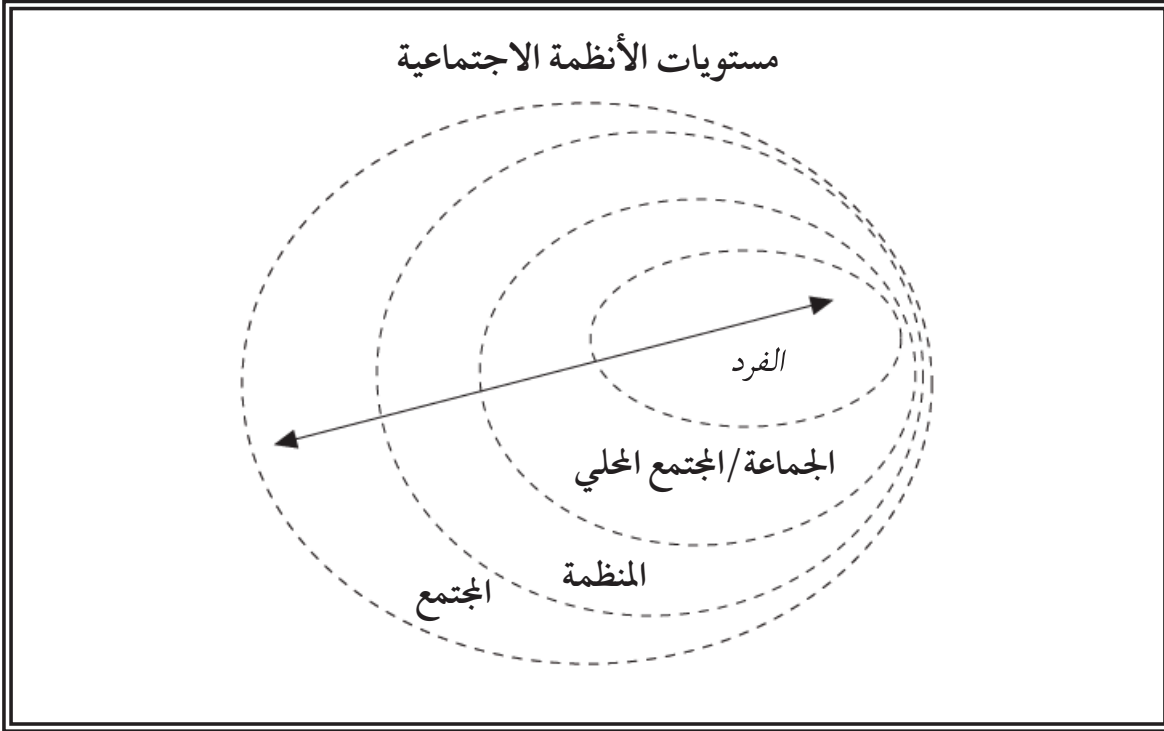 مستويات الأنظمة الاجتماعية
الفرد
الجماعة/المجتمع المحلي
المنظمة
المجتمع